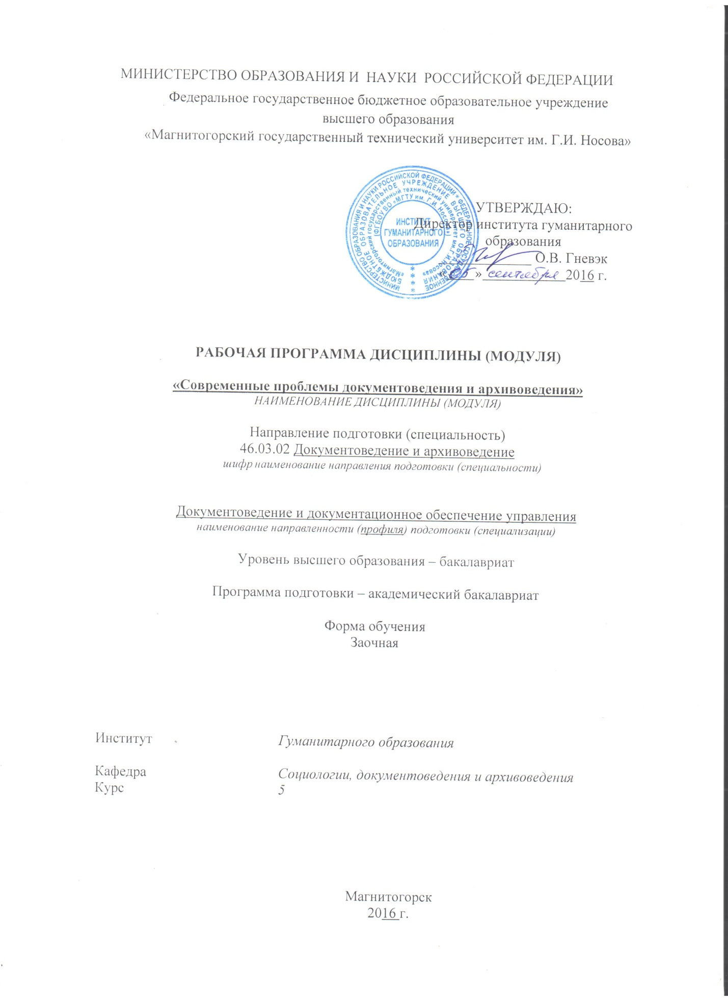 МИНИСТЕРСТВО ОБРАЗОВАНИЯ И НАУКИ РОССИЙСКОЙ ФЕДЕРАЦИИ
Федеральное государственное бюджетное образовательное учреждение
высшего образования
«Магнитогорский государственный технический университет им. Г.И. Носова»
МИНИСТЕРСТВО ОБРАЗОВАНИЯ И НАУКИ РОССИЙСКОЙ ФЕДЕРАЦИИ * ФЕДЕРАЛЬНОЕ ГОСУДАРСТВЕННОЕ
БЮДЖЕТНОЕ ОБРАЗОВАТЕЛЬНОЕ УЧРЕЖДЕНИЕ ВЫСШЕГО ОБРАЗОВАНИЯ
«Магнитогорский государственный технический университет им. Г.И. Носова»
(ФГБОУ ВО «МГТУ им. Г.И. Носова»)
ИНСТИТУТ
ГУМАНИТАРНОГО
ОБРАЗОВАНИЯ
УТВЕРЖДАЮ:
Директор института гуманитарного
образования
О.В. Гневэк
«05» сентября 2016 г.
РАБОЧАЯ ПРОГРАММА ДИСЦИПЛИНЫ (МОДУЛЯ)
«Современные проблемы документоведения и архивоведения»
НАИМЕНОВАНИЕ ДИСЦИПЛИНЫ (МОДУЛЯ)
Направление подготовки (специальность)
46.03.02 Документоведение и архивоведение
шифр наименование направления подготовки (специальности)
Документоведение и документационное обеспечение управления
наименование направленности (профиля) подготовки (специализации)
Уровень высшего образования – бакалавриат
Программа подготовки – академический бакалавриат
Форма обучения
Заочная
Институт Гуманитарного образования
Кафедра Социологии, документоведения и архивоведения
Курс 5
Магнитогорск
2016 г.